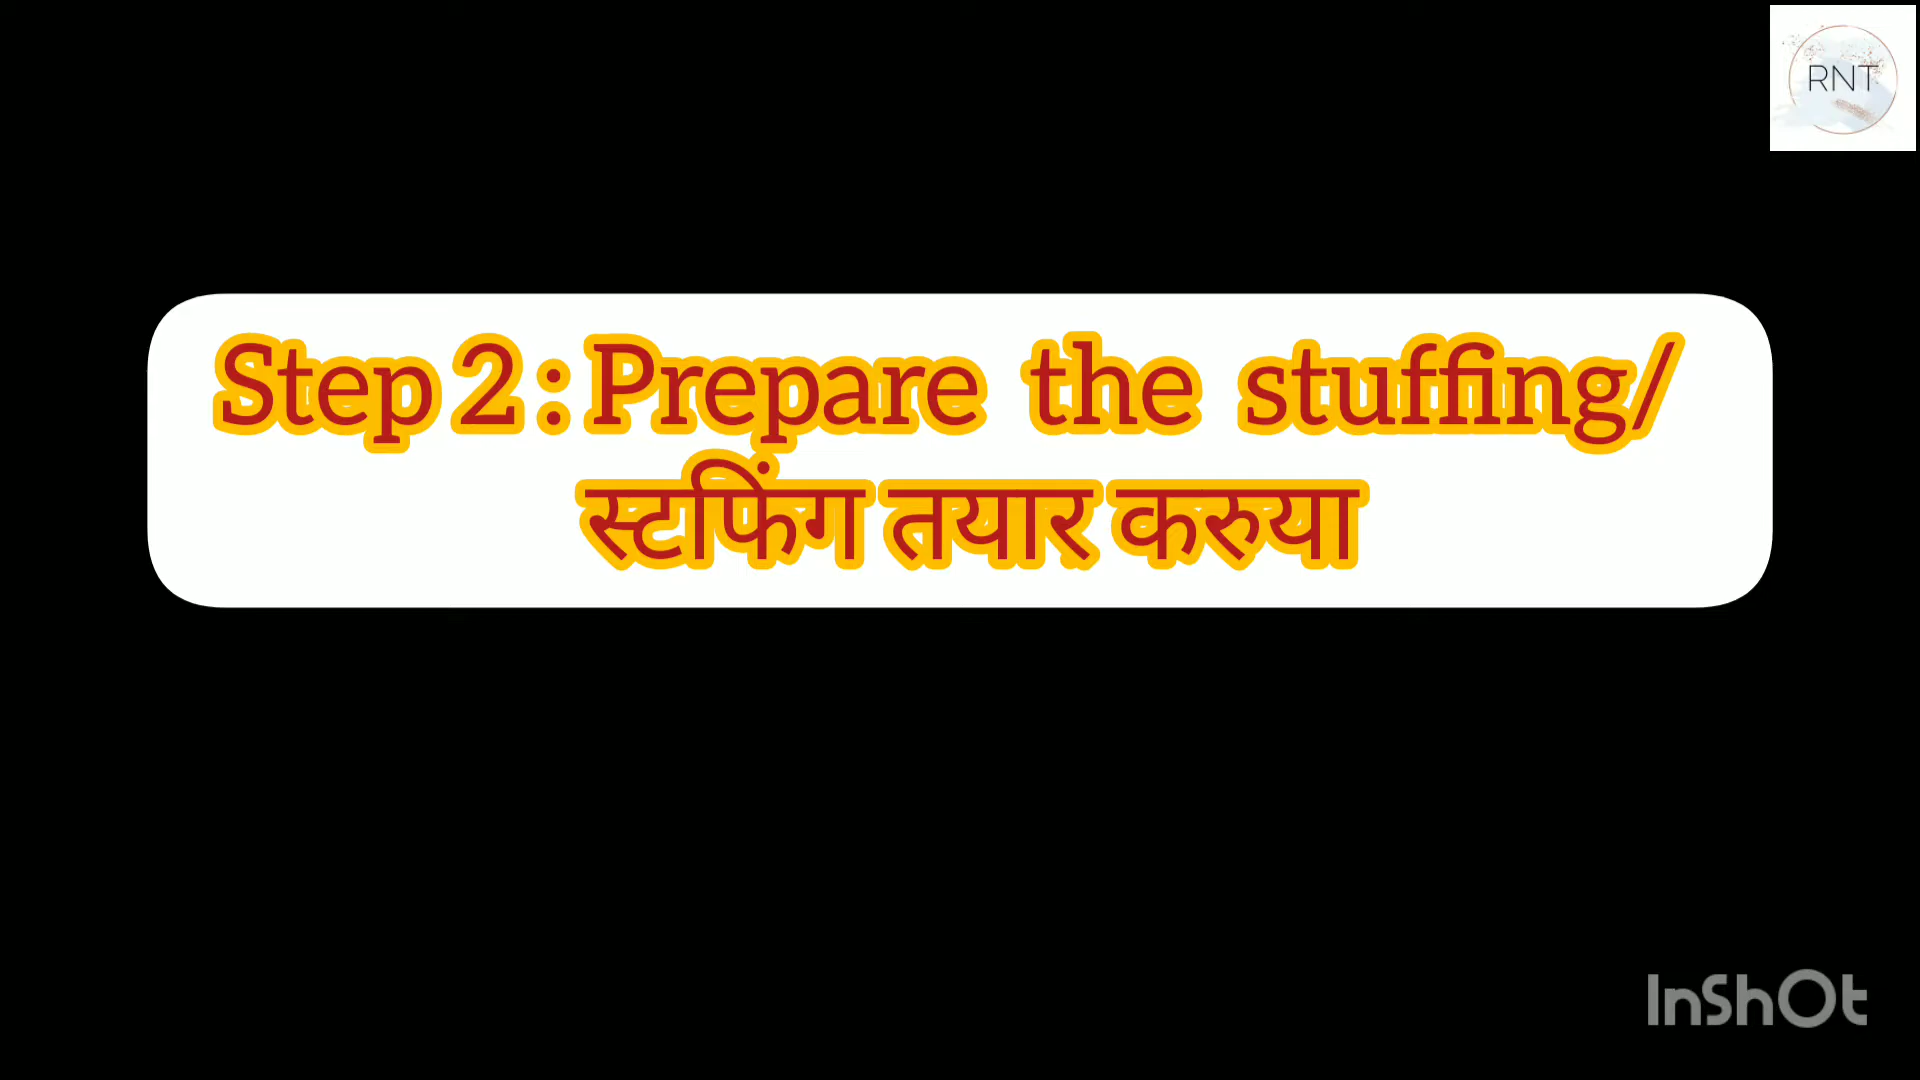 RNT
Step 2 : Prepare the stuffing/
स्टफिंग तयार करुया
InShOt